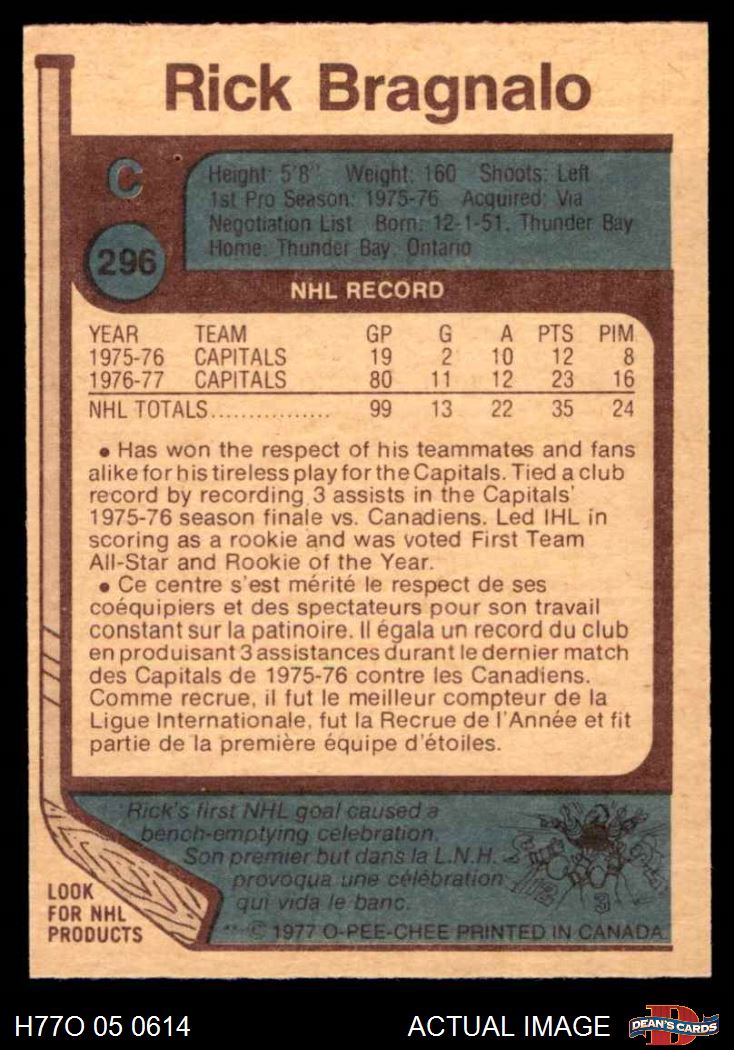 Rick Bragnalo
C
296
Height: 5'8" Weight: 160 Shoots: Left
1st Pro Season: 1975-76 Acquired: Via
Negotiation List Born: 12-1-51, Thunder Bay
Home: Thunder Bay, Ontario
NHL RECORD
YEAR TEAM GP G A PTS PIM
1975-76 CAPITALS 19 2 10 12 8
1976-77 CAPITALS 80 11 12 23 16
NHL TOTALS................ 99 13 22 35 24
• Has won the respect of his teammates and fans
alike for his tireless play for the Capitals. Tied a club
record by recording 3 assists in the Capitals'
1975-76 season finale vs. Canadiens. Led IHL in
scoring as a rookie and was voted First Team
All-Star and Rookie of the Year.
• Ce centre s'est mérité le respect de ses
coéquipiers et des spectateurs pour son travail
constant sur la patinoire. Il égala un record du club
en produisant 3 assistances durant le dernier match
des Capitals de 1975-76 contre les Canadiens.
Comme recrue, il fut le meilleur compteur de la
Ligue Internationale, fut la Recrue de l'Année et fit
partie de la première équipe d'étoiles.
Rick's first NHL goal caused a
bench-emptying celebration.
Son premier but dans la L.N.H.
provoqua une célébration
qui vida le banc.
12
3
LOOK
FOR NHL
PRODUCTS
** © 1977 O-PEE-CHEE PRINTED IN CANADA
H77O 05 0614
ACTUAL IMAGE
D
DEAN'S CARDS